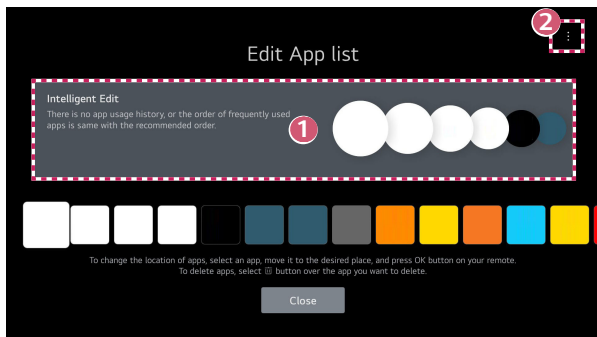 2
Edit App list
Intelligent Edit
There is no app usage history, or the order of frequently used
apps is same with the recommended order.
1
To change the location of apps, select an app, move it to the desired place, and press OK button on your remote.
To delete apps, select button over the app you want to delete.
Close